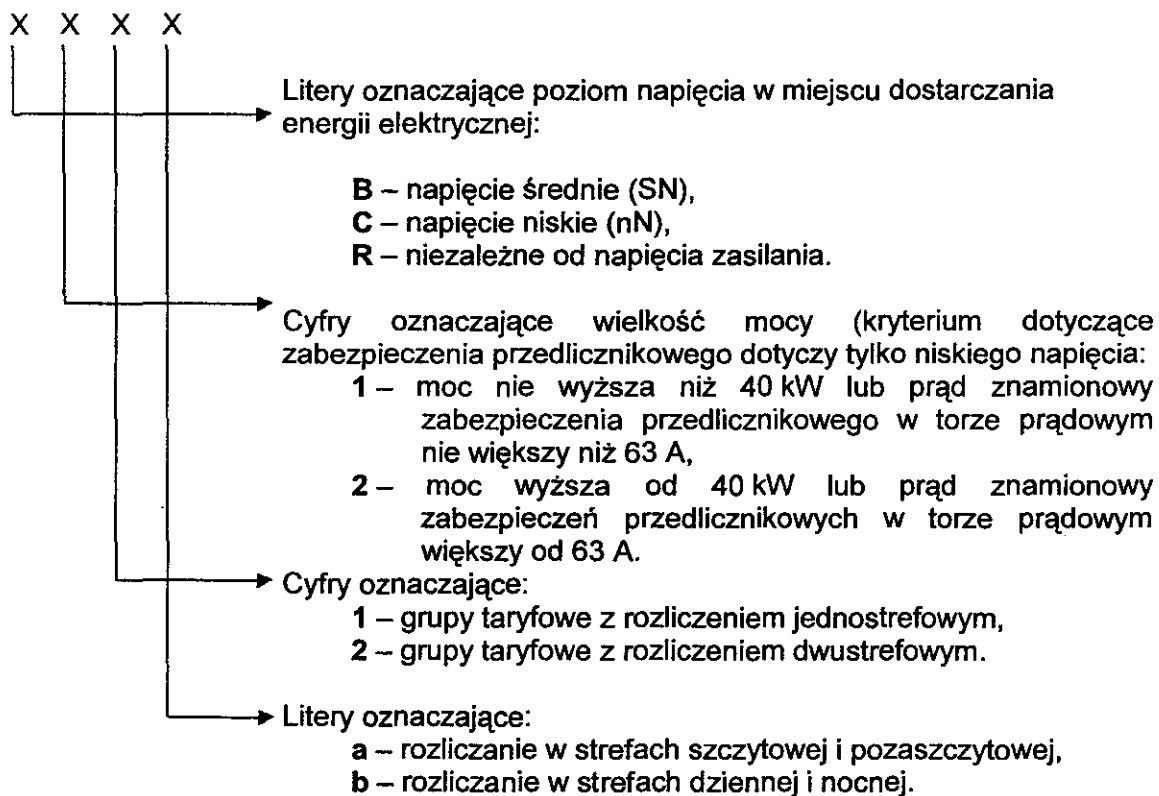 X X X X
Litery oznaczające poziom napięcia w miejscu dostarczania
energii elektrycznej:
B – napięcie średnie (SN),
C – napięcie niskie (nN),
R – niezależne od napięcia zasilania.
Cyfry oznaczające wielkość mocy (kryterium dotyczące
zabezpieczenia przedlicznikowego dotyczy tylko niskiego napięcia:
1 – moc nie wyższa niż 40 kW lub prąd znamionowy
zabezpieczenia przedlicznikowego w torze prądowym
nie większy niż 63 A,
2 – moc wyższa od 40 kW lub prąd znamionowy
zabezpieczeń przedlicznikowych w torze prądowym
większy od 63 A.
Cyfry oznaczające:
1 – grupy taryfowe z rozliczeniem jednostrefowym,
2 – grupy taryfowe z rozliczeniem dwustrefowym.
Litery oznaczające:
a – rozliczanie w strefach szczytowej i pozaszczytowej,
b – rozliczanie w strefach dziennej i nocnej.